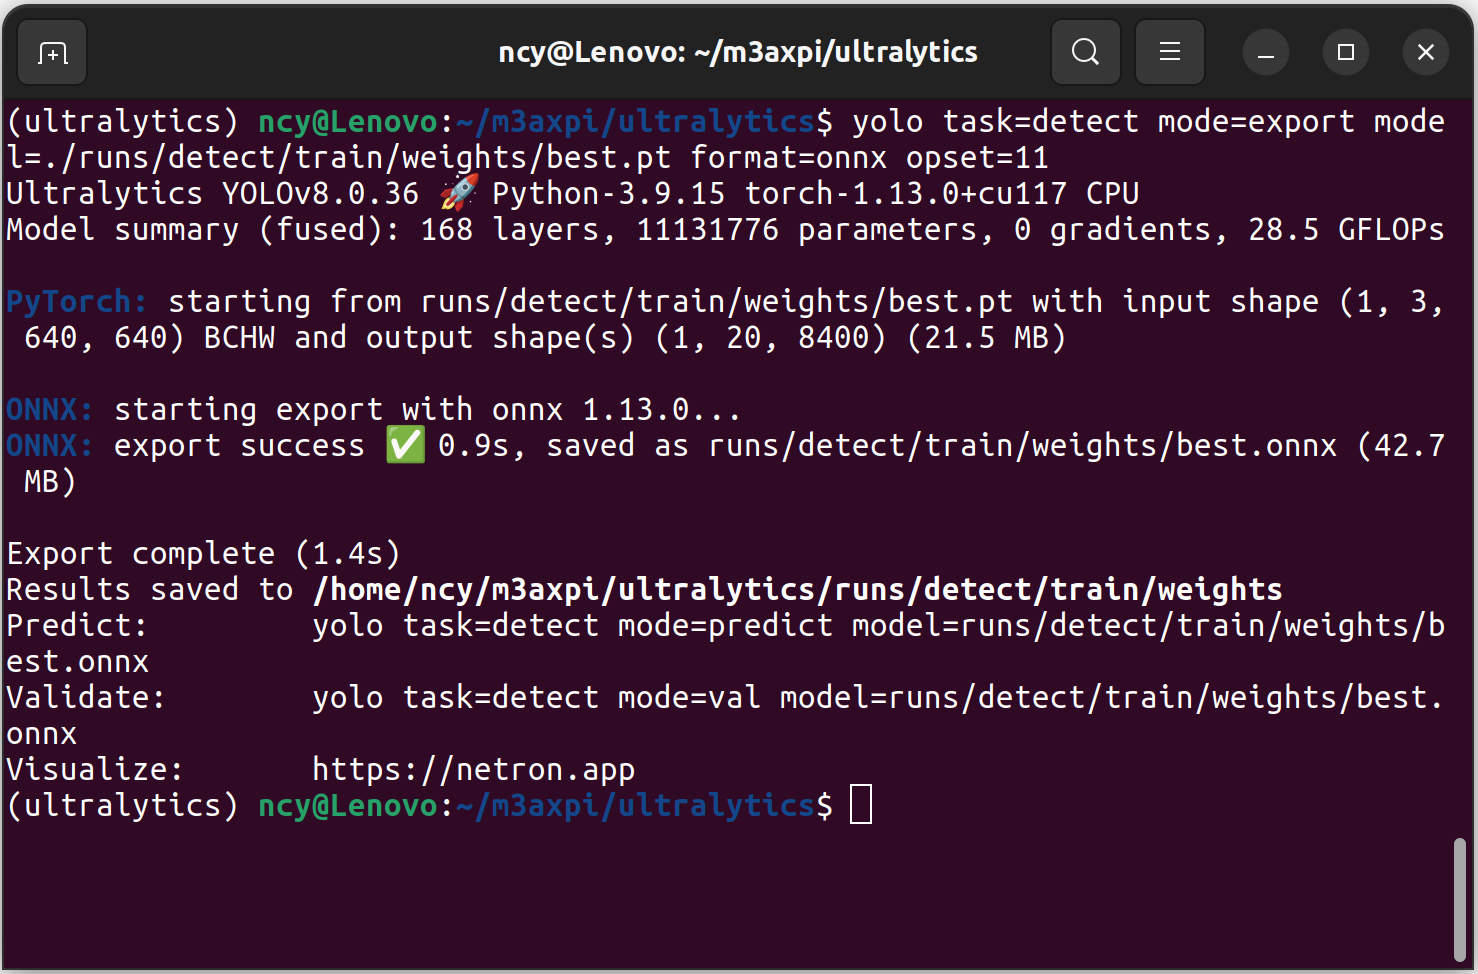 ncy@Lenovo: ~/m3axpi/ultralytics
(ultralytics) ncy@Lenovo:~/m3axpi/ultralytics$ yolo task=detect mode=export mode
l=./runs/detect/train/weights/best.pt format=onnx opset=11
Ultralytics YOLOv8.0.36 🚀 Python-3.9.15 torch-1.13.0+cu117 CPU
Model summary (fused): 168 layers, 11131776 parameters, 0 gradients, 28.5 GFLOPs
PyTorch: starting from runs/detect/train/weights/best.pt with input shape (1, 3,
640, 640) BCHW and output shape(s) (1, 20, 8400) (21.5 MB)
ONNX: starting export with onnx 1.13.0...
ONNX: export success ✅ 0.9s, saved as runs/detect/train/weights/best.onnx (42.7
MB)
Export complete (1.4s)
Results saved to /home/ncy/m3axpi/ultralytics/runs/detect/train/weights
Predict:         yolo task=detect mode=predict model=runs/detect/train/weights/b
est.onnx
Validate:        yolo task=detect mode=val model=runs/detect/train/weights/best.
onnx
Visualize:       https://netron.app
(ultralytics) ncy@Lenovo:~/m3axpi/ultralytics$